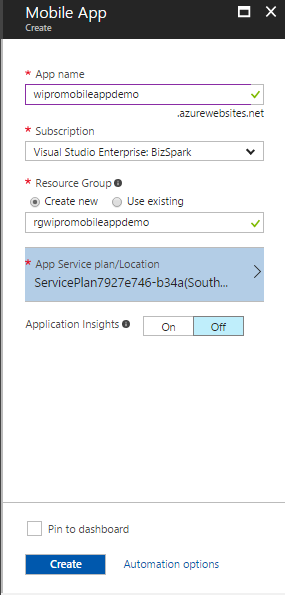 Mobile App
Create
* App name
wipromobileappdemo
.azurewebsites.net
* Subscription
Visual Studio Enterprise: BizSpark
* Resource Group
Create new Use existing
rgwipromobileappdemo
* App Service plan/Location
ServicePlan7927e746-b34a(South...
Application Insights On Off
Pin to dashboard
Create Automation options